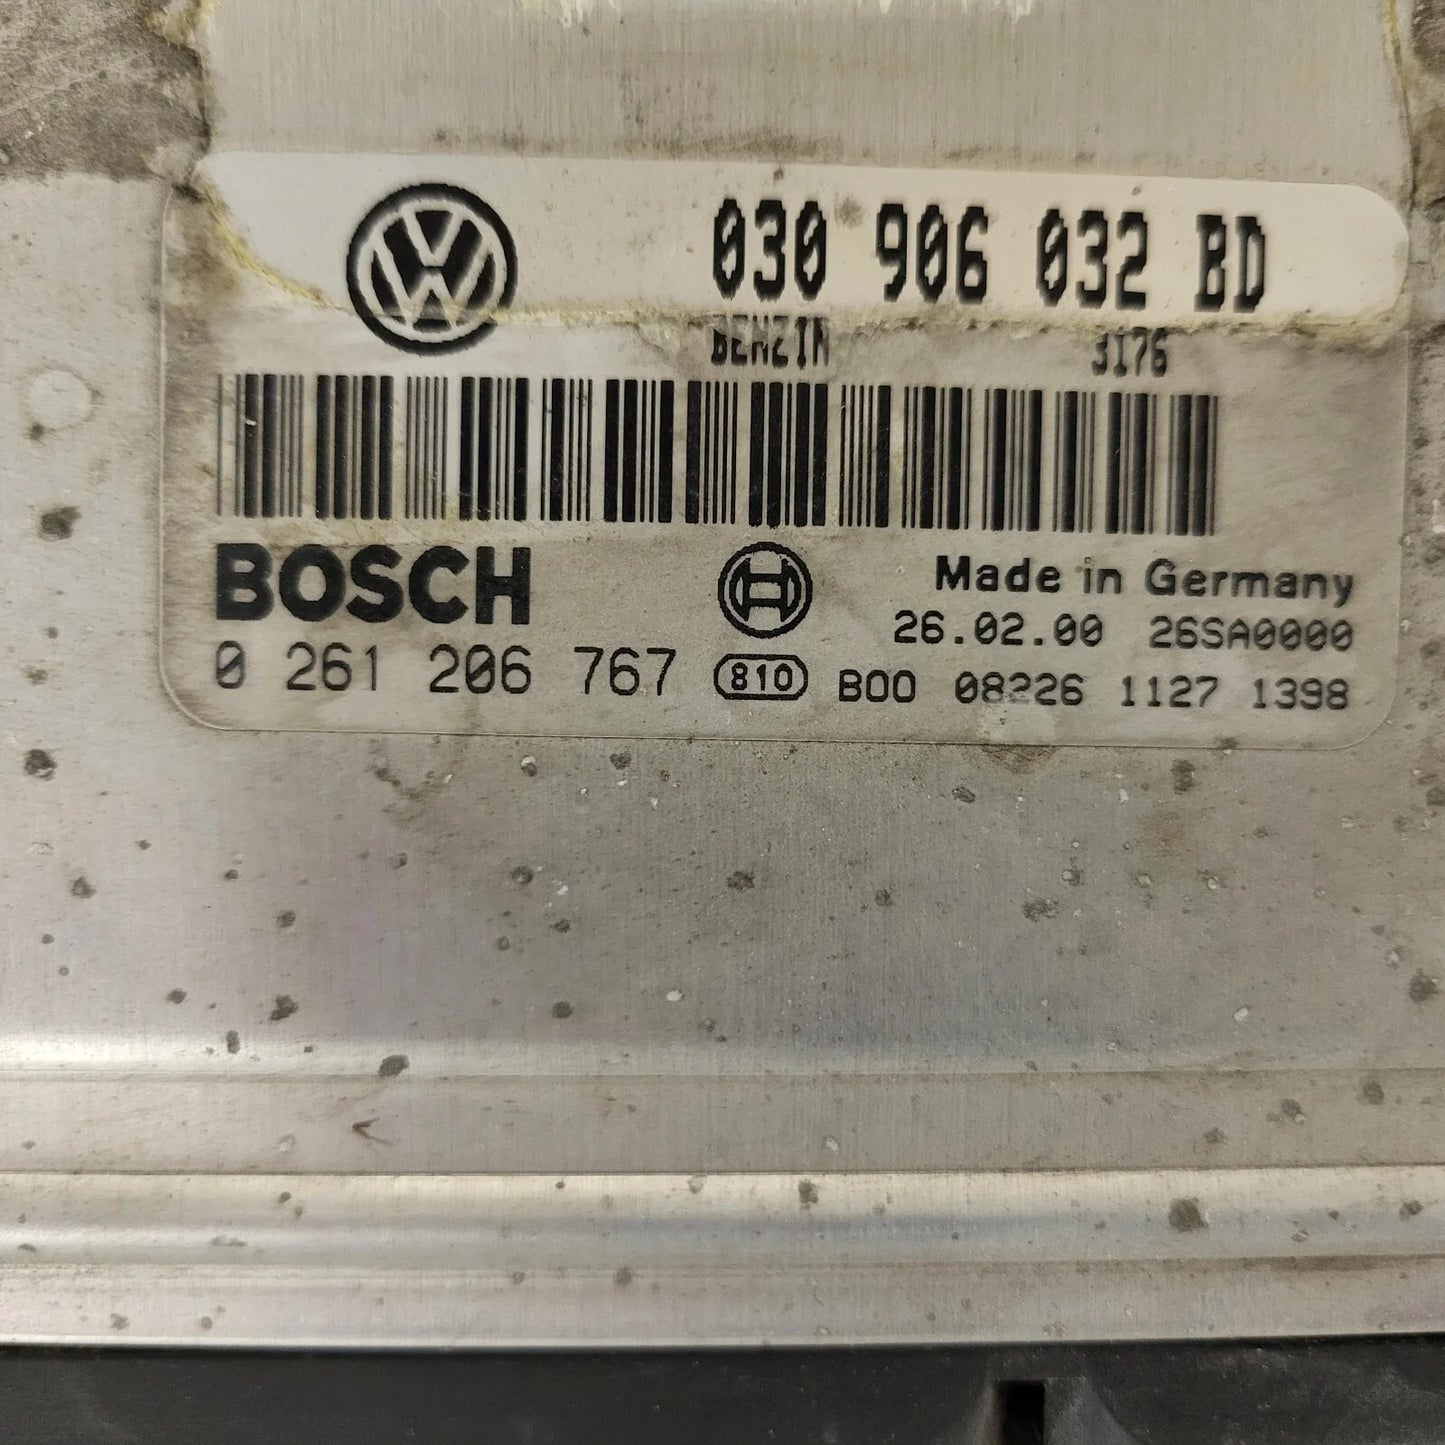 030 906 032 BD
BENZIN 3176
BOSCH
Made in Germany
26.02.00 26SA0000
0 261 206 767 810 B00 08226 1127 1398